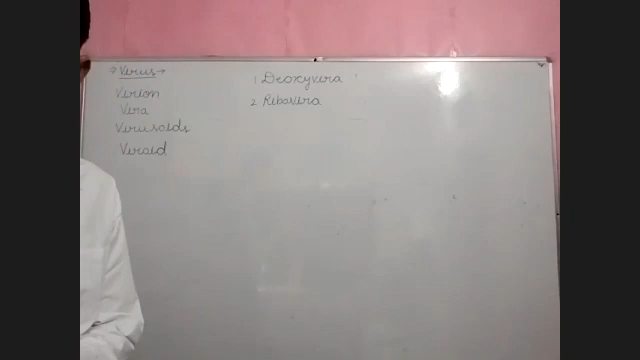 → Virus →
Virion
Vira
Virusoids
Viroid
1 Deoxyvira
2 Ribovira